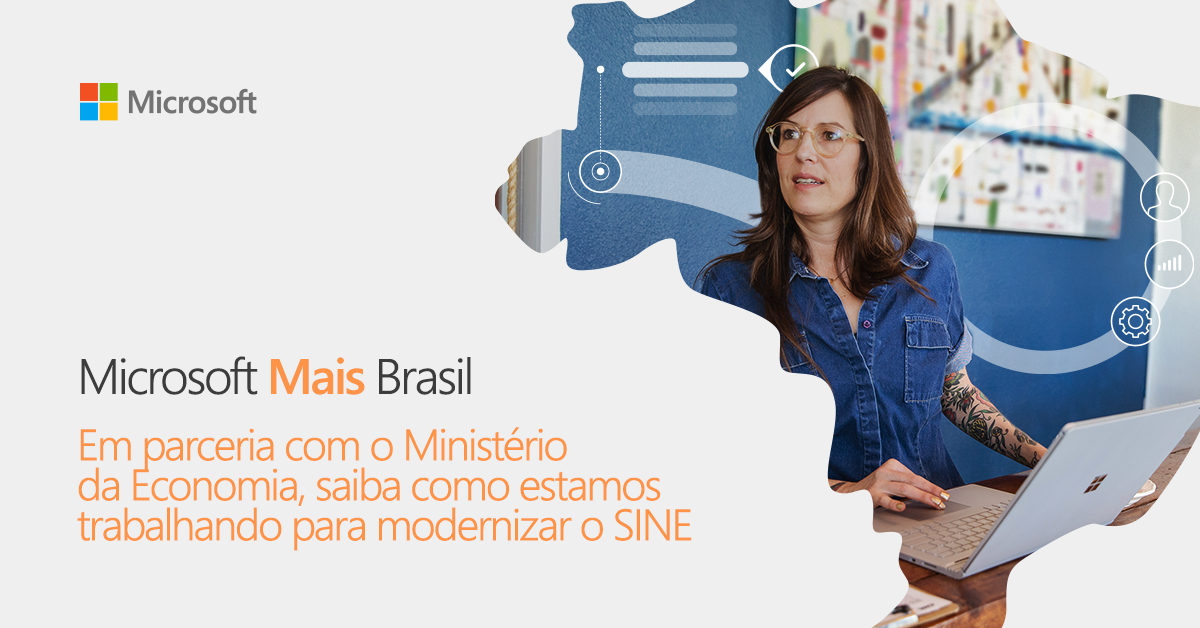 Microsoft
Microsoft Mais Brasil
Em parceria com o Ministério
da Economia, saiba como estamos
trabalhando para modernizar o SINE